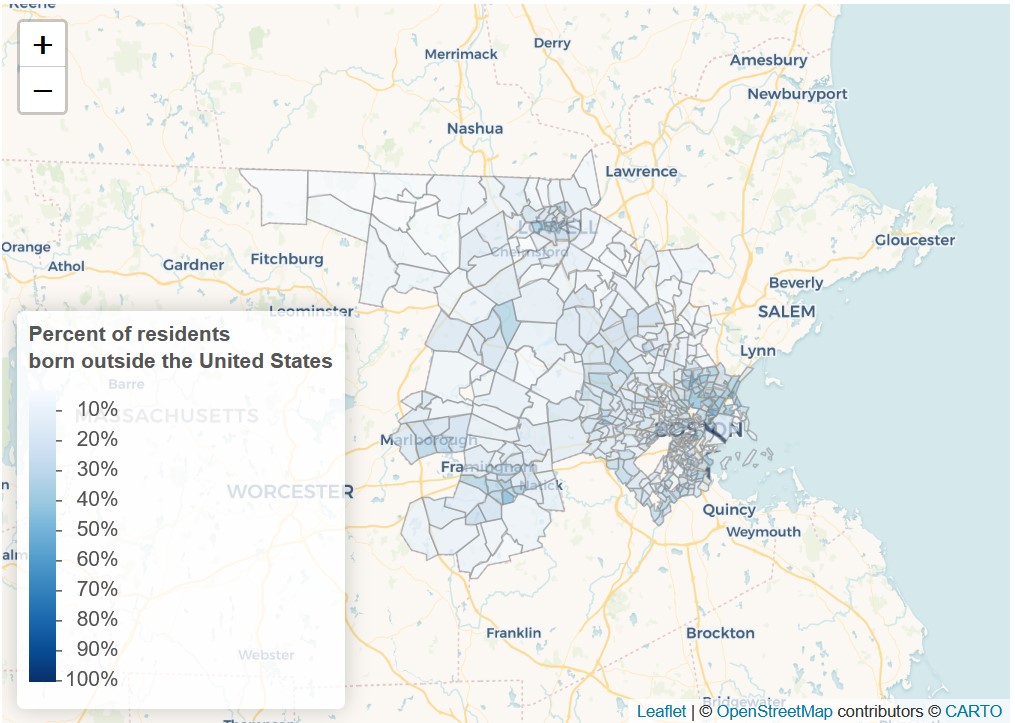 Keene
+
−
Derry
Merrimack
Amesbury
Newburyport
Nashua
Lawrence
LOWELL
Orange
Chelmsford
Gloucester
Athol
Gardner
Fitchburg
Beverly
Leominster
SALEM
Percent of residents
born outside the United States
Lynn
Barre
10%
MASSACHUSETTS
20%
BOSTON
Marlborough
30%
Framingham
Natick
WORCESTER
40%
Quincy
50%
Weymouth
60%
70%
80%
Franklin
Brockton
90%
Webster
100%
Bridgewater
Thompson
Leaflet | © OpenStreetMap contributors © CARTO